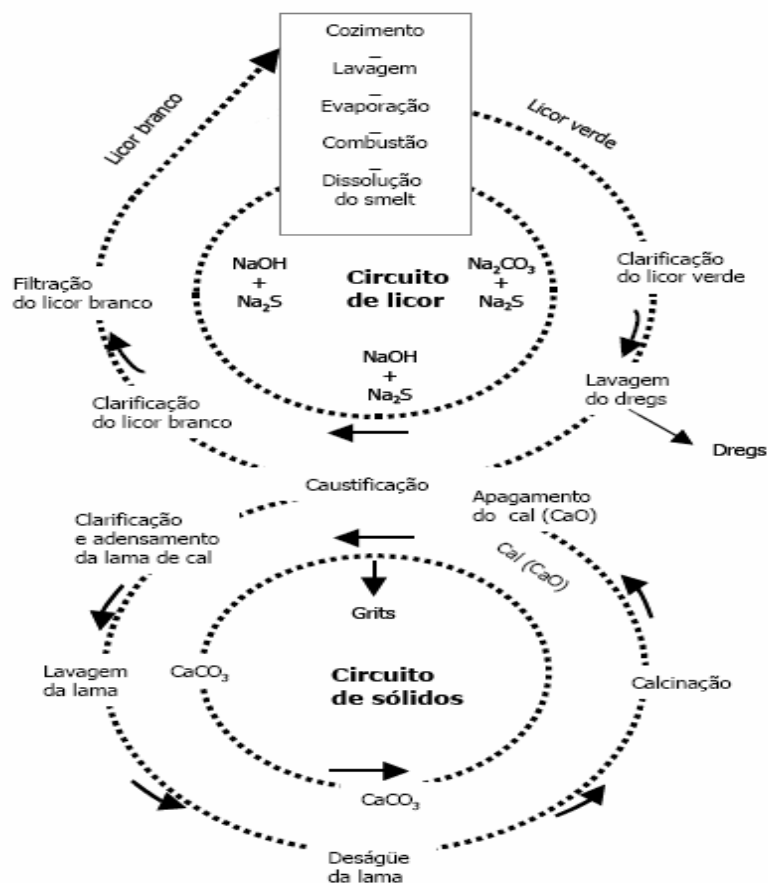 Cozimento
Lavagem
Evaporação
Combustão
Dissolução
do smelt
Licor branco
Licor verde
NaOH
+
Na₂S
Circuito
de licor
Na₂CO₃
+
Na₂S
Clarificação
do licor verde
Filtração
do licor branco
NaOH
+
Na₂S
Lavagem
do dregs
Clarificação
do licor branco
Dregs
Caustificação
Apagamento
do cal (CaO)
Clarificação
e adensamento
da lama de cal
Cal (CaO)
Grits
Lavagem
da lama
CaCO₃
Circuito
de sólidos
Calcinação
CaCO₃
Deságüe
da lama